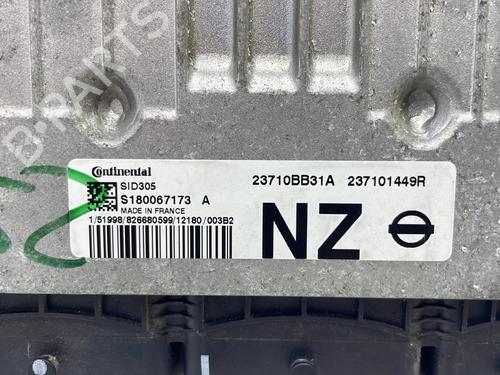 Continental
SID305
S180067173 A
MADE IN FRANCE
1/51998/826680599/12180/003B2
23710BB31A 237101449R
NZ
B-PARTS